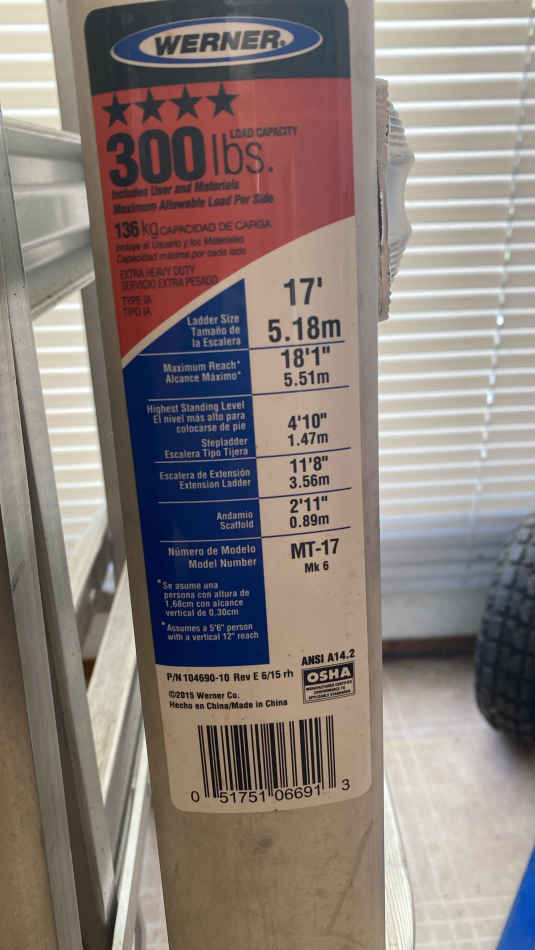 WERNER
300 lbs.
LOAD CAPACITY
Includes User and Materials
Maximum Allowable Load Per Side
136 kg CAPACIDAD DE CARGA
Incluye el Usuario y los Materiales
Capacidad máxima por cada lado
EXTRA HEAVY DUTY
SERVICIO EXTRA PESADO
TYPE IA
TIPO IA
Ladder Size
Tamaño de
la Escalera
17'
5.18m
Maximum Reach*
Alcance Máximo*
18'1"
5.51m
Highest Standing Level
El nivel más alto para
colocarse de pie
Stepladder
Escalera Tipo Tijera
4'10"
1.47m
Escalera de Extensión
Extension Ladder
11'8"
3.56m
Andamio
Scaffold
2'11"
0.89m
Número de Modelo
Model Number
MT-17
Mk 6
*Se asume una
persona con altura de
1,68cm con alcance
vertical de 0.30cm
*Assumes a 5'6" person
with a vertical 12" reach
P/N 104690-10 Rev E 6/15 rh
©2015 Werner Co.
Hecho en China/Made in China
ANSI A14.2
OSHA
MANUFACTURER CERTIFIES
CONFORMANCE TO
APPLICABLE STANDARDS
0 51751 06691 3